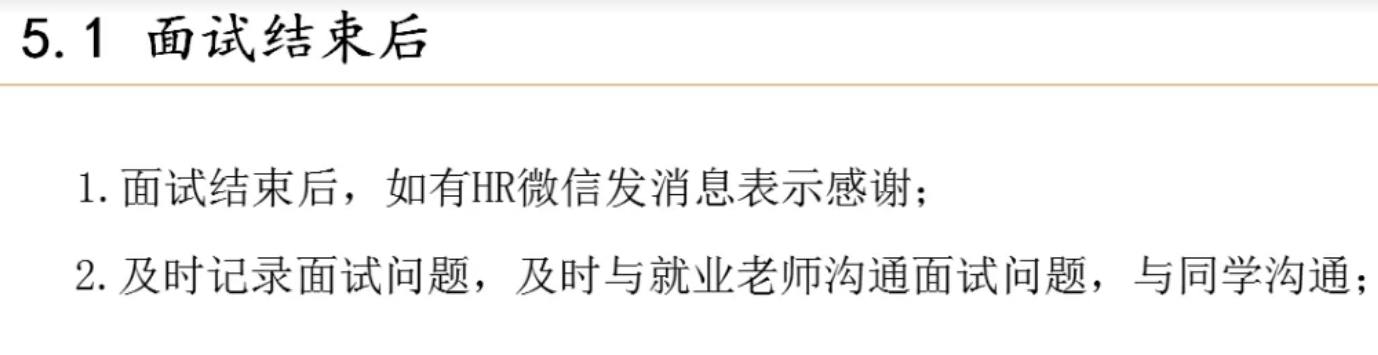 5.1 面试结束后
1.面试结束后，如有HR微信发消息表示感谢；
2.及时记录面试问题，及时与就业老师沟通面试问题，与同学沟通；